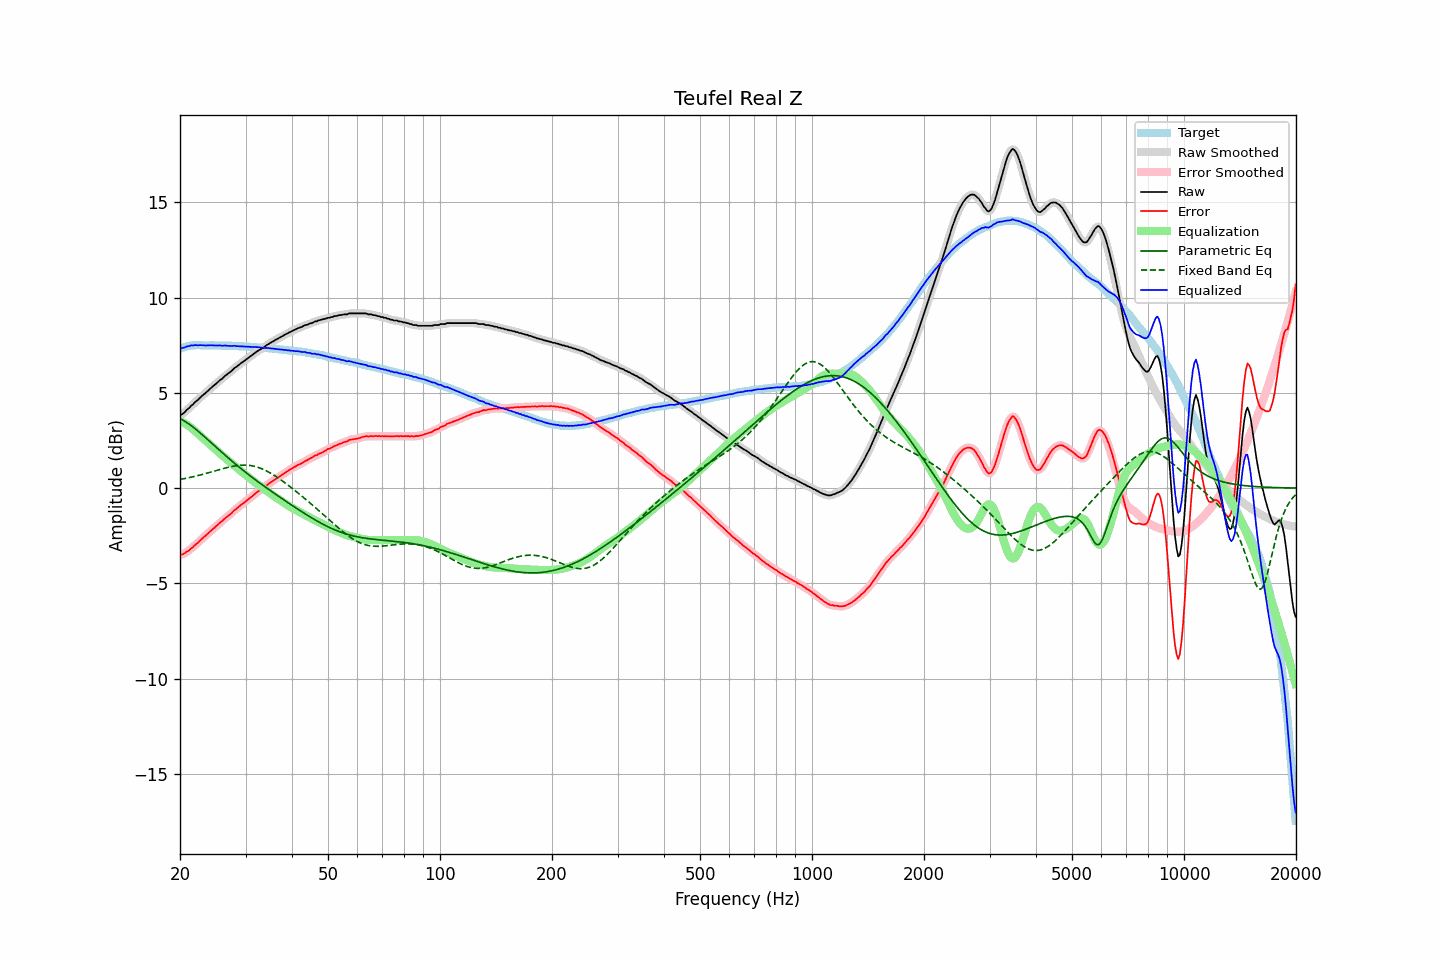 Teufel Real Z
Target
Raw Smoothed
Error Smoothed
Raw
Error
Equalization
Parametric Eq
Fixed Band Eq
Equalized
Amplitude (dBr)
15
10
5
0
−5
−10
−15
20 50 100 200 500 1000 2000 5000 10000 20000
Frequency (Hz)